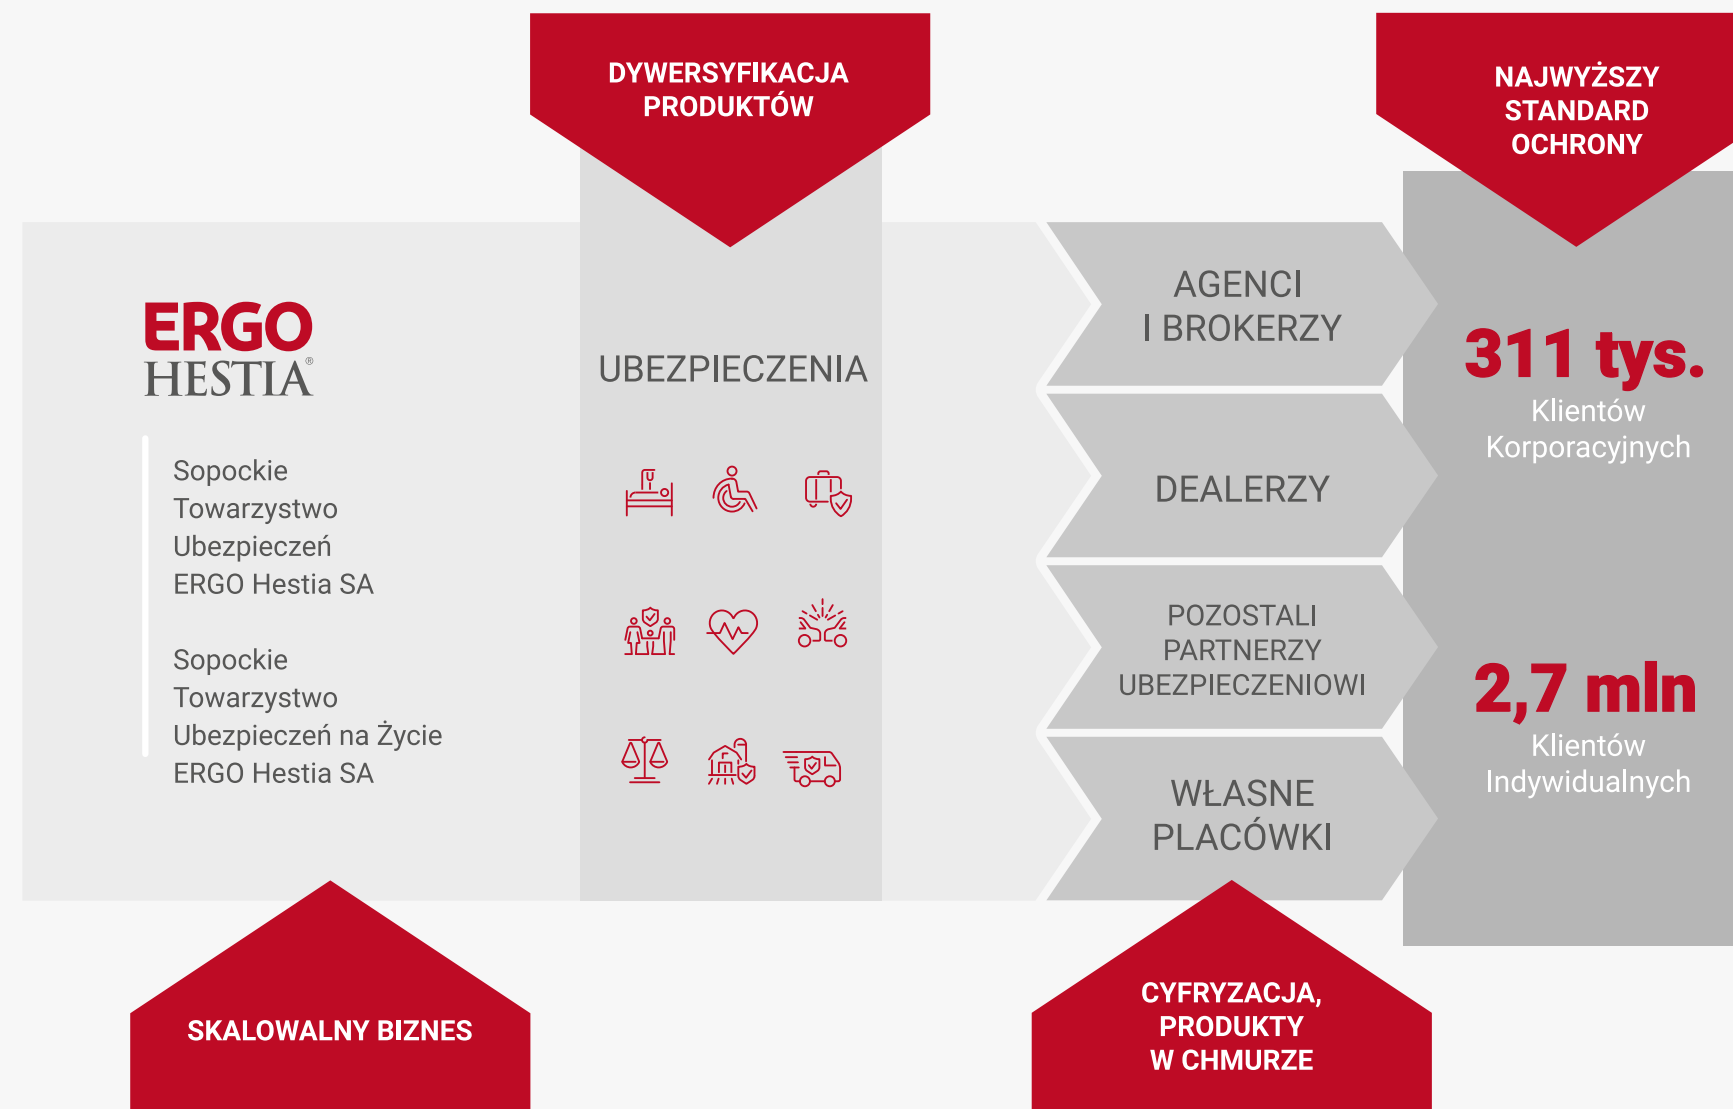 DYWERSYFIKACJA
PRODUKTÓW
NAJWYŻSZY
STANDARD
OCHRONY
ERGO
HESTIA®
Sopockie
Towarzystwo
Ubezpieczeń
ERGO Hestia SA
Sopockie
Towarzystwo
Ubezpieczeń na Życie
ERGO Hestia SA
UBEZPIECZENIA
AGENCI
I BROKERZY
DEALERZY
POZOSTALI
PARTNERZY
UBEZPIECZENIOWI
WŁASNE
PLACÓWKI
311 tys.
Klientów
Korporacyjnych
2,7 mln
Klientów
Indywidualnych
SKALOWALNY BIZNES
CYFRYZACJA,
PRODUKTY
W CHMURZE